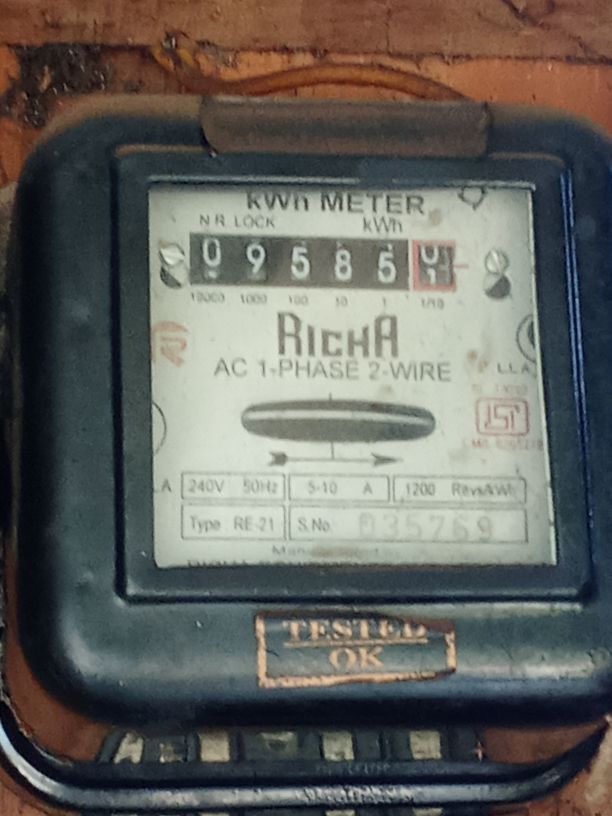 kWh METER
N.R. LOCK kWh
0 9 5 8 5
10000 1000 100 10 1 1/10
RICHA
AC 1-PHASE 2-WIRE
240V 50Hz 5-10 A 1200 Revs/kWh
Type RE-21 S.No. 035769
TESTED
OK